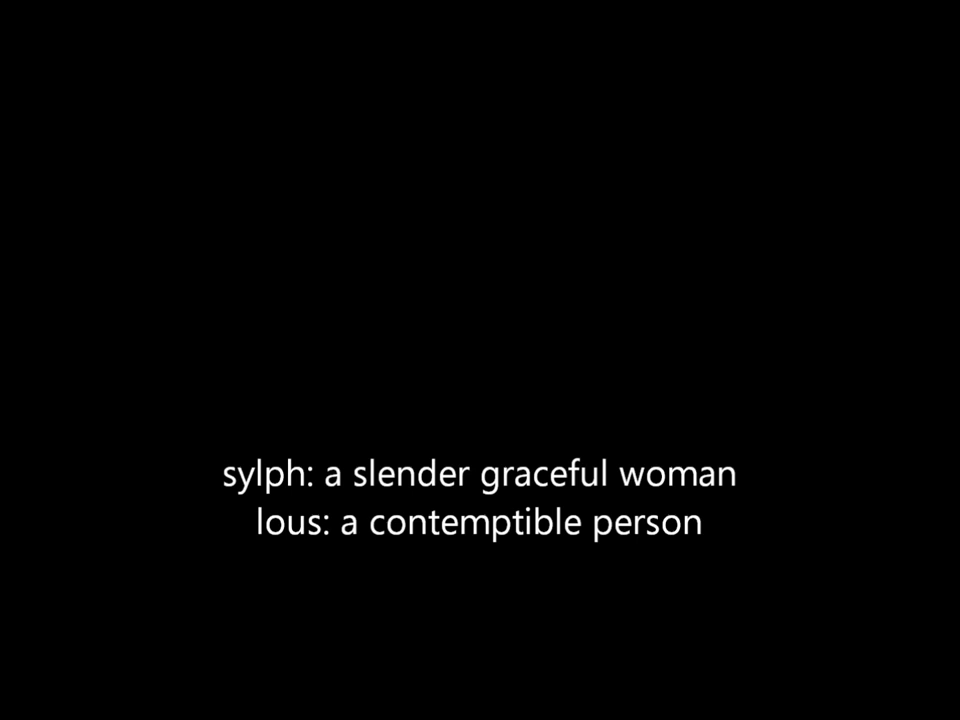 sylph: a slender graceful woman
lous: a contemptible person